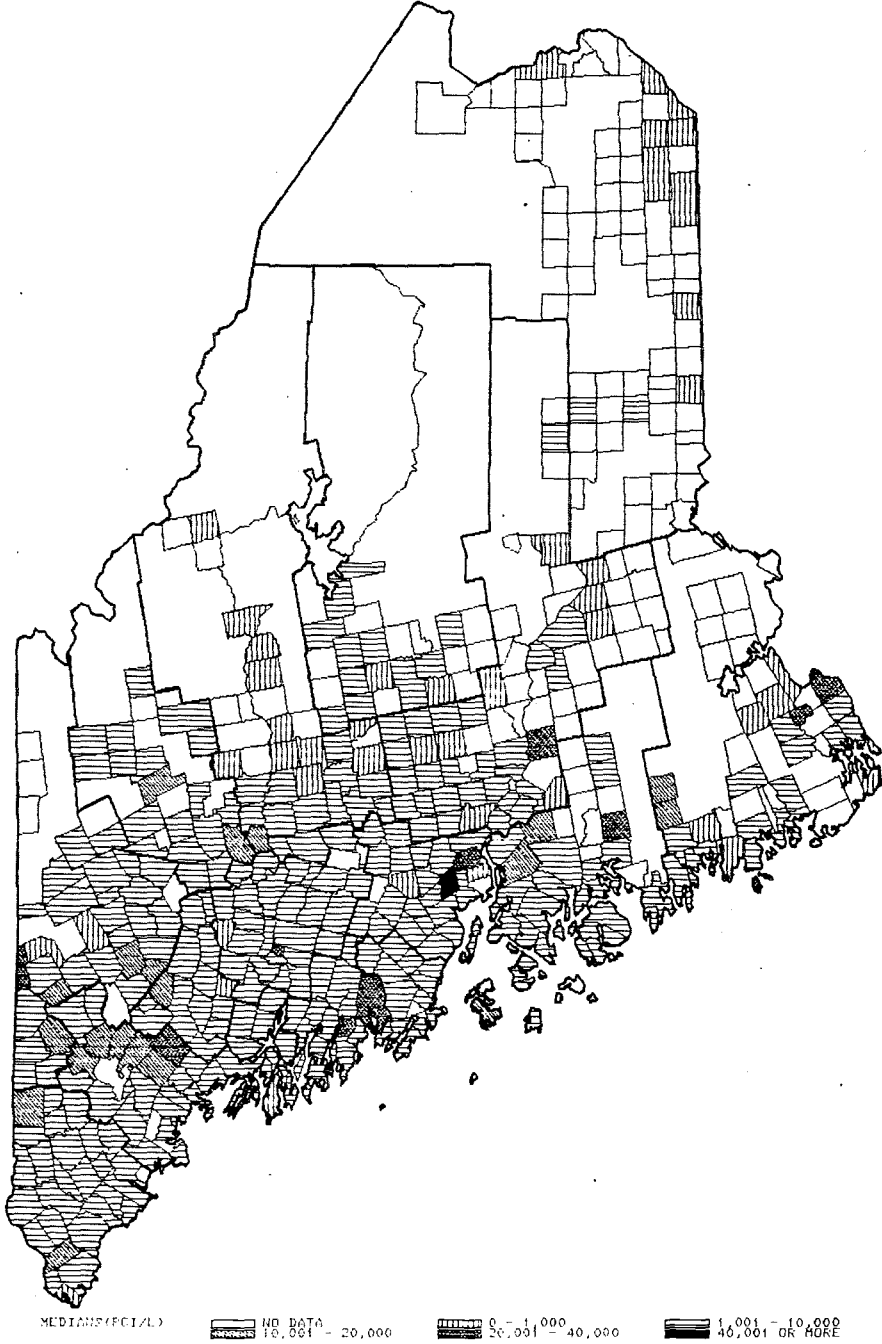 MEDIANS(PCI/L) NO DATA 0 - 1,000 1,001 - 10,000
10,001 - 20,000 20,001 - 40,000 40,001 OR MORE